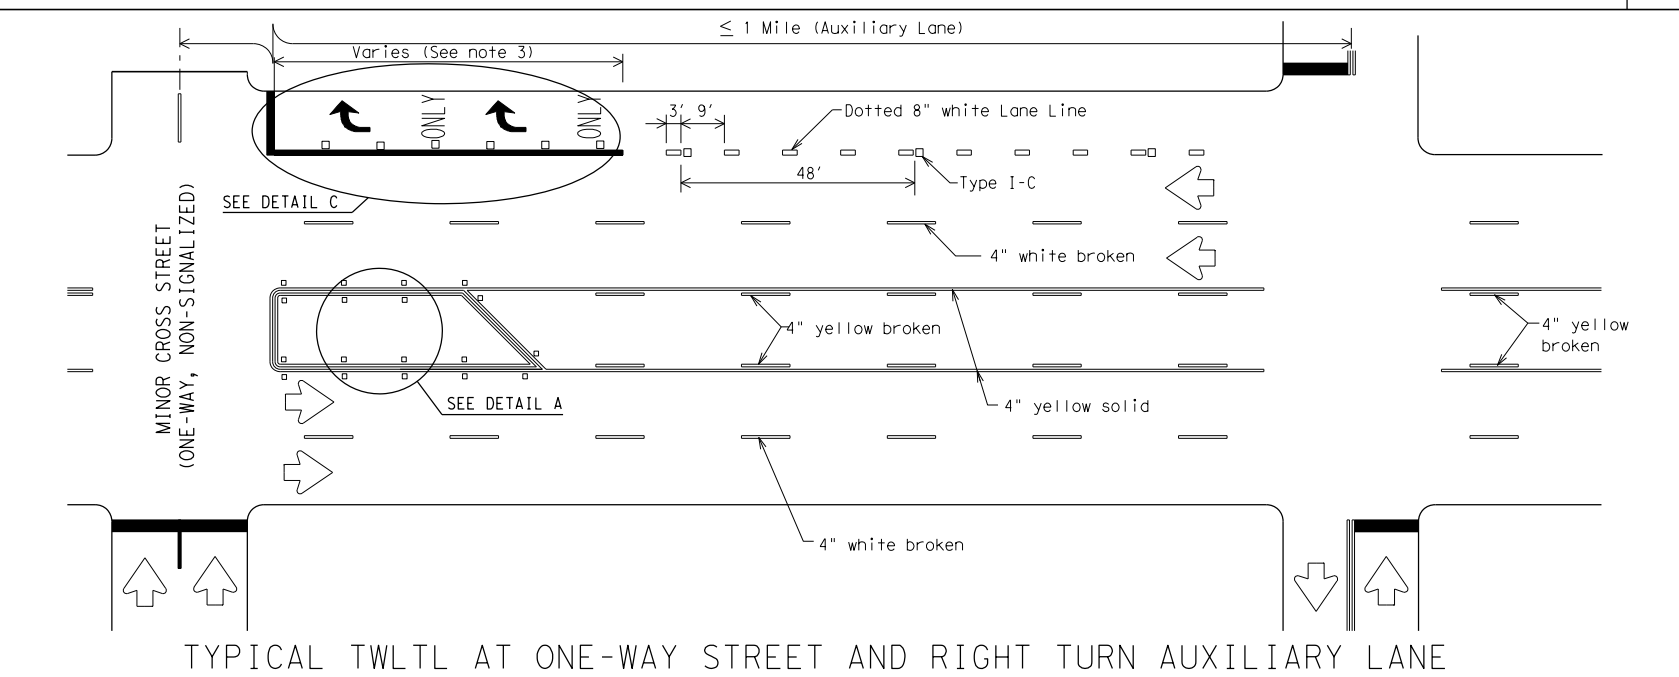 ≤ 1 Mile (Auxiliary Lane)
Varies (See note 3)
ONLY
ONLY
3' 9'
Dotted 8" white Lane Line
48'
Type I-C
SEE DETAIL C
MINOR CROSS STREET
(ONE-WAY, NON-SIGNALIZED)
4" white broken
4" yellow broken
4" yellow
broken
SEE DETAIL A
4" yellow solid
4" white broken
TYPICAL TWLTL AT ONE-WAY STREET AND RIGHT TURN AUXILIARY LANE